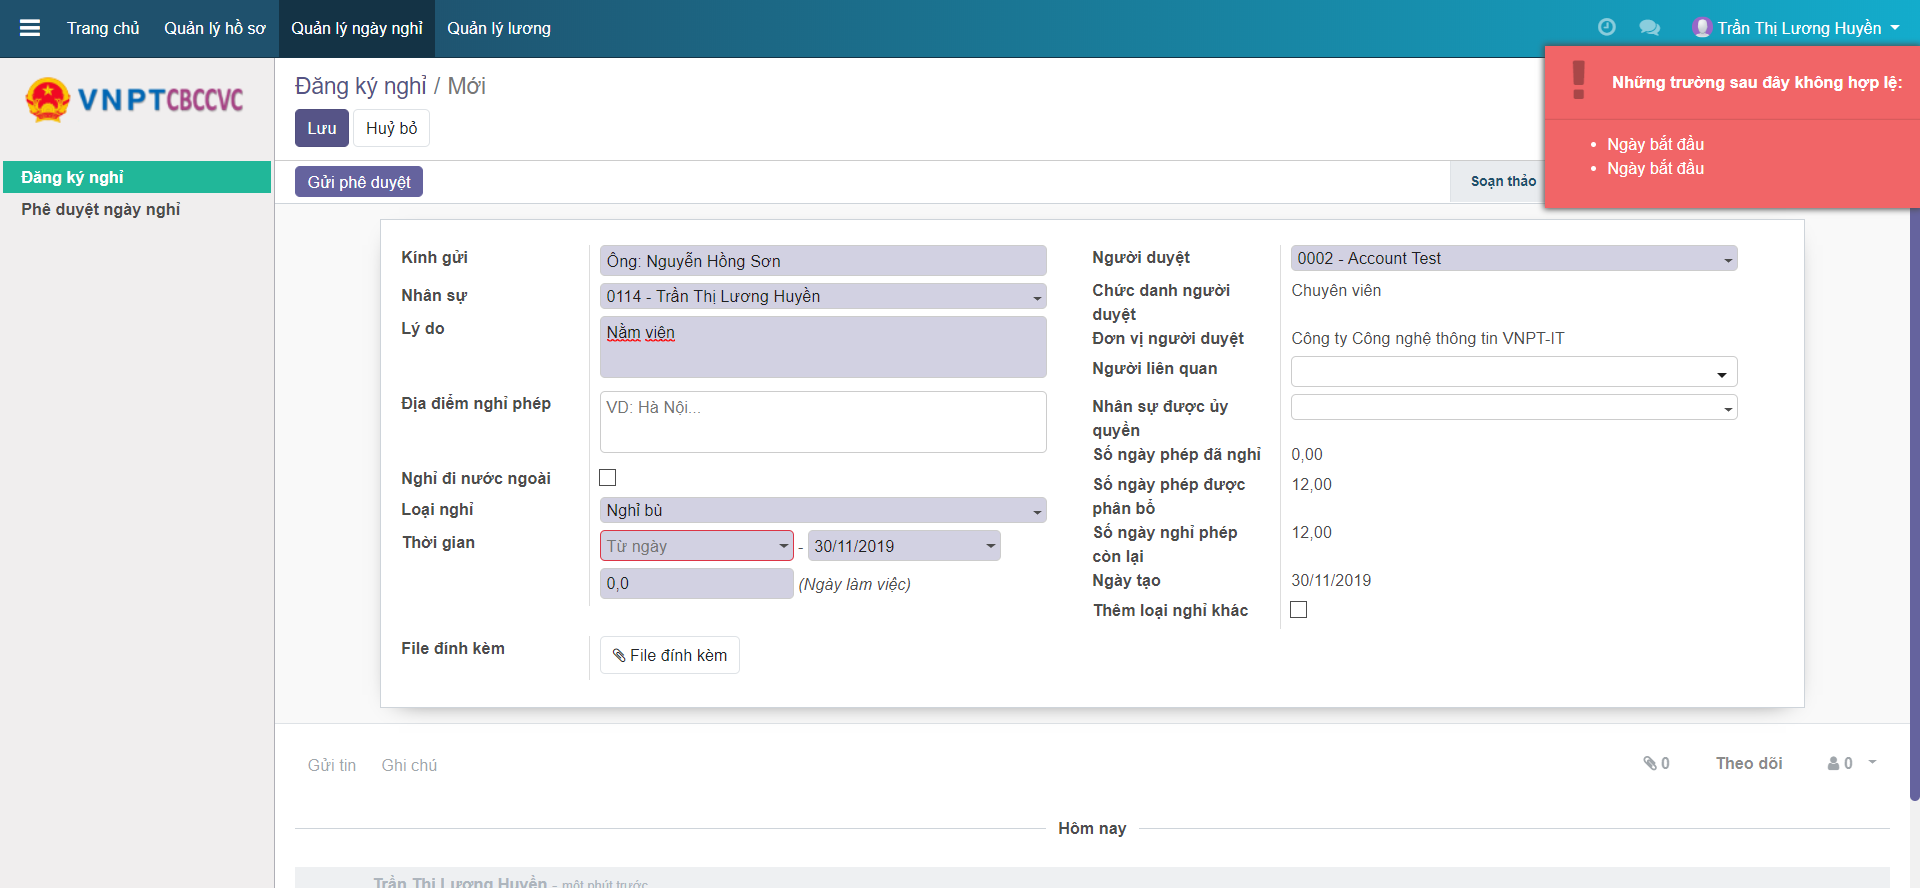 Trang chủ Quản lý hồ sơ Quản lý ngày nghỉ Quản lý lương Trần Thị Lương Huyền
VNPTCBCCVC
Đăng ký nghỉ
Phê duyệt ngày nghỉ
Đăng ký nghỉ / Mới
Lưu Huỷ bỏ
Gửi phê duyệt
Soạn thảo
Những trường sau đây không hợp lệ:
• Ngày bắt đầu
• Ngày bắt đầu
Kính gửi Ông: Nguyễn Hồng Sơn
Nhân sự 0114 - Trần Thị Lương Huyền
Lý do Nằm viên
Địa điểm nghỉ phép VD: Hà Nội...
Nghỉ đi nước ngoài
Loại nghỉ Nghỉ bù
Thời gian Từ ngày - 30/11/2019
0,0 (Ngày làm việc)
File đính kèm File đính kèm
Người duyệt 0002 - Account Test
Chức danh người
duyệt
Chuyên viên
Đơn vị người duyệt Công ty Công nghệ thông tin VNPT-IT
Người liên quan
Nhân sự được ủy
quyền
Số ngày phép đã nghỉ 0,00
Số ngày phép được
phân bổ
12,00
Số ngày nghỉ phép
còn lại
12,00
Ngày tạo 30/11/2019
Thêm loại nghỉ khác
Gửi tin Ghi chú 0 Theo dõi 0
Hôm nay
Trần Thị Lương Huyền - một phút trước